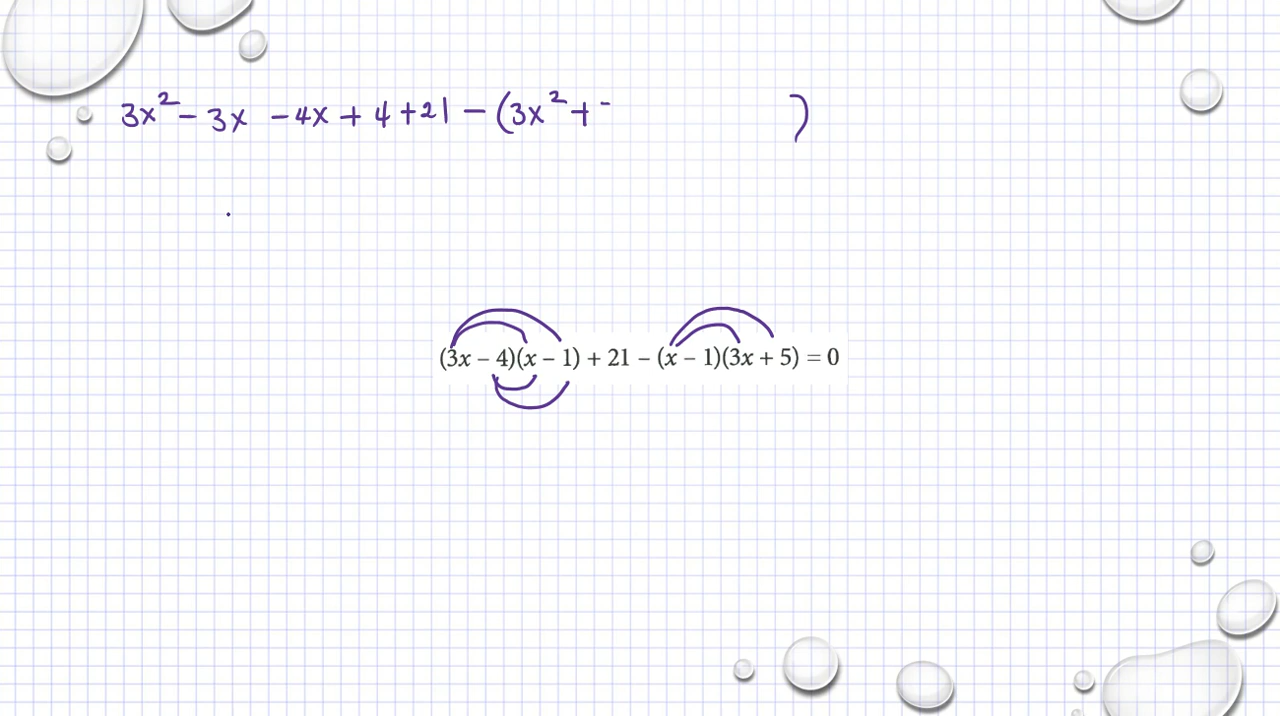 3x² - 3x - 4x + 4 + 21 - (3x² + )
(3x − 4)(x − 1) + 21 − (x − 1)(3x + 5) = 0